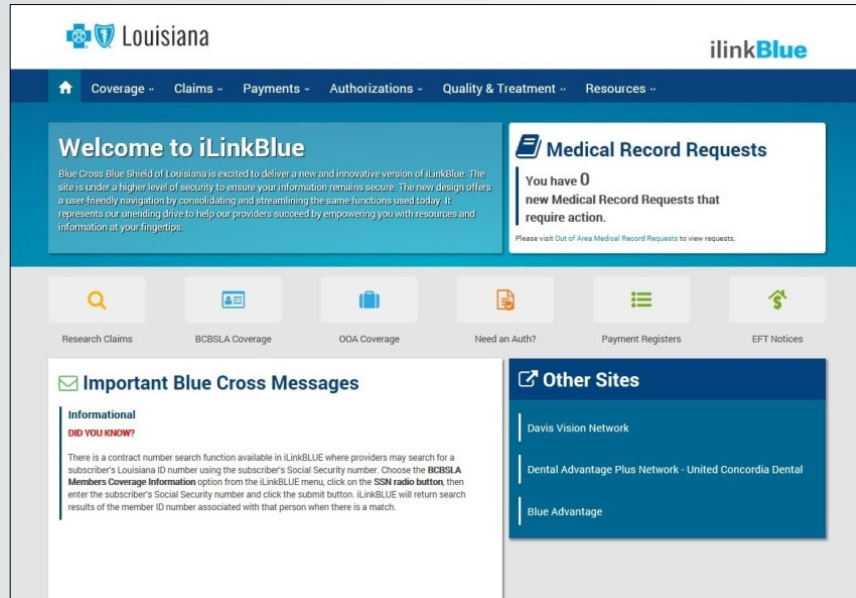 Louisiana
ilinkBlue
Coverage
Claims
Payments
Authorizations
Quality & Treatment
Resources
Welcome to iLinkBlue
Blue Cross Blue Shield of Louisiana is excited to deliver a new and innovative version of iLinkBlue. The
site is under a higher level of security to ensure your information remains secure. The new design offers
a user-friendly navigation by consolidating and streamlining the same functions used today. It
represents our unending drive to help our providers succeed by empowering you with resources and
information at your fingertips.
Medical Record Requests
You have 0
new Medical Record Requests that
require action.
Please visit Out of Area Medical Record Requests to view requests.
Research Claims
BCBSLA Coverage
OOA Coverage
Need an Auth?
Payment Registers
EFT Notices
Important Blue Cross Messages
Informational
DID YOU KNOW?
There is a contract number search function available in iLinkBLUE where providers may search for a
subscriber's Louisiana ID number using the subscriber's Social Security number. Choose the BCBSLA
Members Coverage Information option from the iLinkBLUE menu, click on the SSN radio button, then
enter the subscriber's Social Security number and click the submit button. iLinkBLUE will return search
results of the member ID number associated with that person when there is a match.
Other Sites
Davis Vision Network
Dental Advantage Plus Network - United Concordia Dental
Blue Advantage